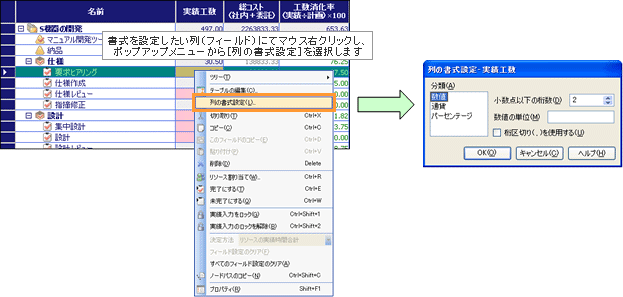 名前
実績工数
総コスト
(社内+委託)
工数消化率
(実績÷計画)×100
S機器の開発
497.00
2263833.33
653.63
書式を設定したい列(フィールド)にてマウス右クリックし、
ポップアップメニューから[列の書式設定]を選択します
マニュアル開発ツー
納品
仕様
30.50
138833.33
76.25
要求ヒアリング
7.50
仕様作成
仕様レビュー
指摘修正
設計
1.82
集中設計
3.75
設計
設計レビュー
ツリー(T)
テーブルの編集(C)...
列の書式設定(L)...
切り取り(T) Ctrl+X
コピー(C) Ctrl+C
このフィールドのコピー(E) Ctrl+D
貼り付け(E) Ctrl+V
削除(D) Delete
リソース割り当て(W)... Ctrl+R
完了にする(T) Ctrl+E
未完了にする(O) Ctrl+W
実績入力をロック(G) Ctrl+Shift+1
実績入力のロックを解除(B) Ctrl+Shift+2
決定方法 リソースの実績時間合計
フィールド設定のクリア(E)
すべてのフィールド設定のクリア(A)
ノードパスのコピー(N) Ctrl+Shift+C
プロパティ(R) Shift+F1
列の書式設定-実績工数
分類(A)
数値
通貨
パーセンテージ
小数点以下の桁数(D) 2
数値の単位(M)
桁区切り(,)を使用する(U)
OK(O)
キャンセル(C)
ヘルプ(H)